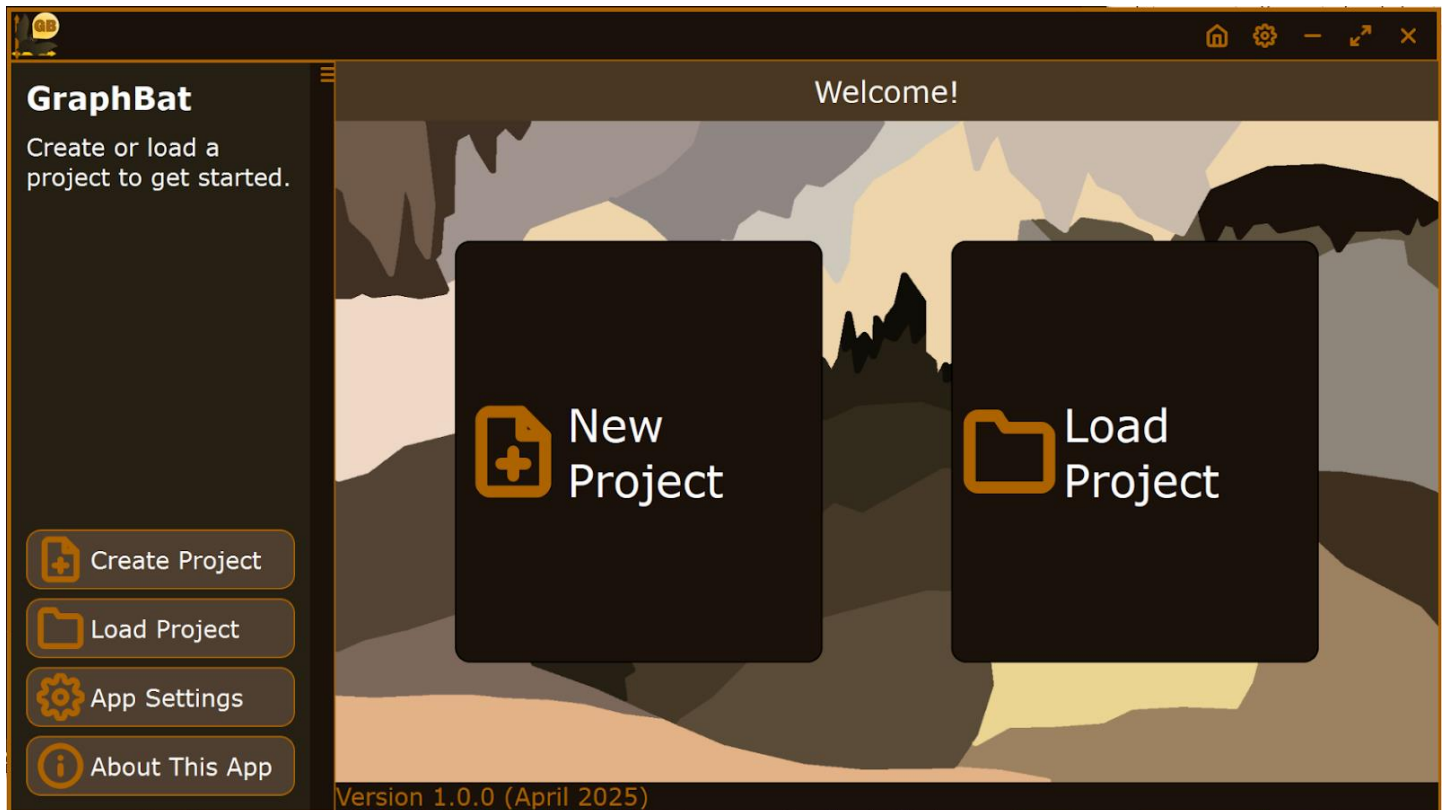 GB
GraphBat
Create or load a
project to get started.
Create Project
Load Project
App Settings
About This App
Welcome!
New
Project
Load
Project
Version 1.0.0 (April 2025)